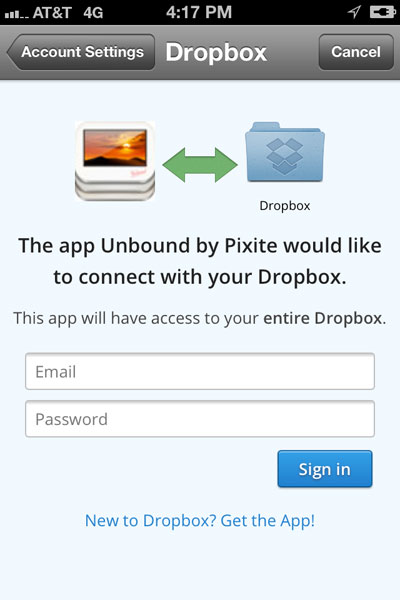 AT&T 4G 4:17 PM
Account Settings Dropbox Cancel
Dropbox
The app Unbound by Pixite would like
to connect with your Dropbox.
This app will have access to your entire Dropbox.
Email
Password
Sign in
New to Dropbox? Get the App!